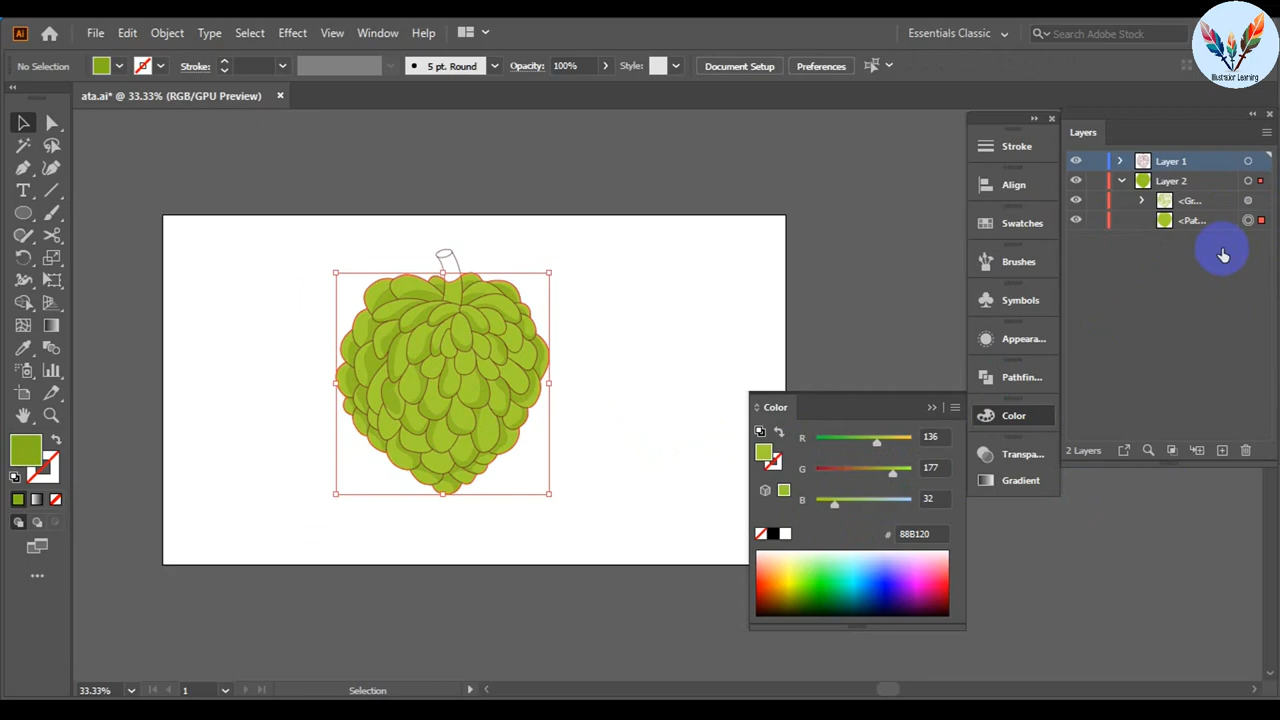 Ai
File Edit Object Type Select Effect View Window Help
Essentials Classic
Search Adobe Stock
Illustrator Learning
No Selection
Stroke:
5 pt. Round
Opacity: 100%
Style:
Document Setup
Preferences
ata.ai* @ 33.33% (RGB/GPU Preview)
Layers
Layer 1
Layer 2
<Gr...
<Pat...
Stroke
Align
Swatches
Brushes
Symbols
Appeara...
Pathfin...
Color
Transpa...
Gradient
2 Layers
Color
R 136
G 177
B 32
# 88B120
33.33%
1
Selection